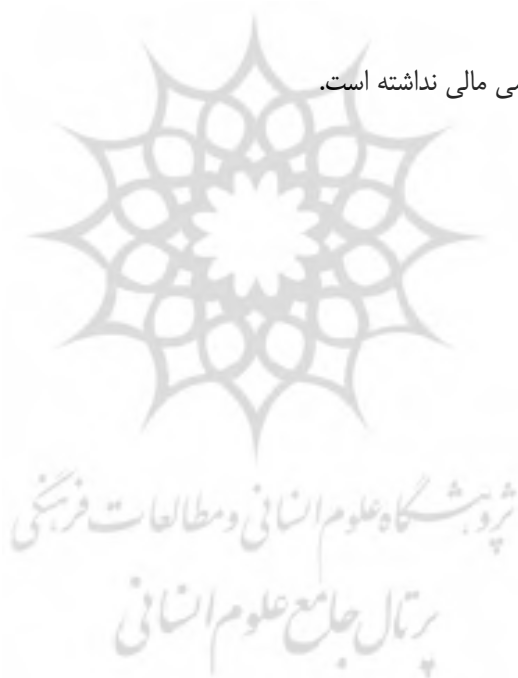 مالی نداشته است.
پژوهشگاه علوم انسانی و مطالعات فرهنگی
پرتال جامع علوم انسانی